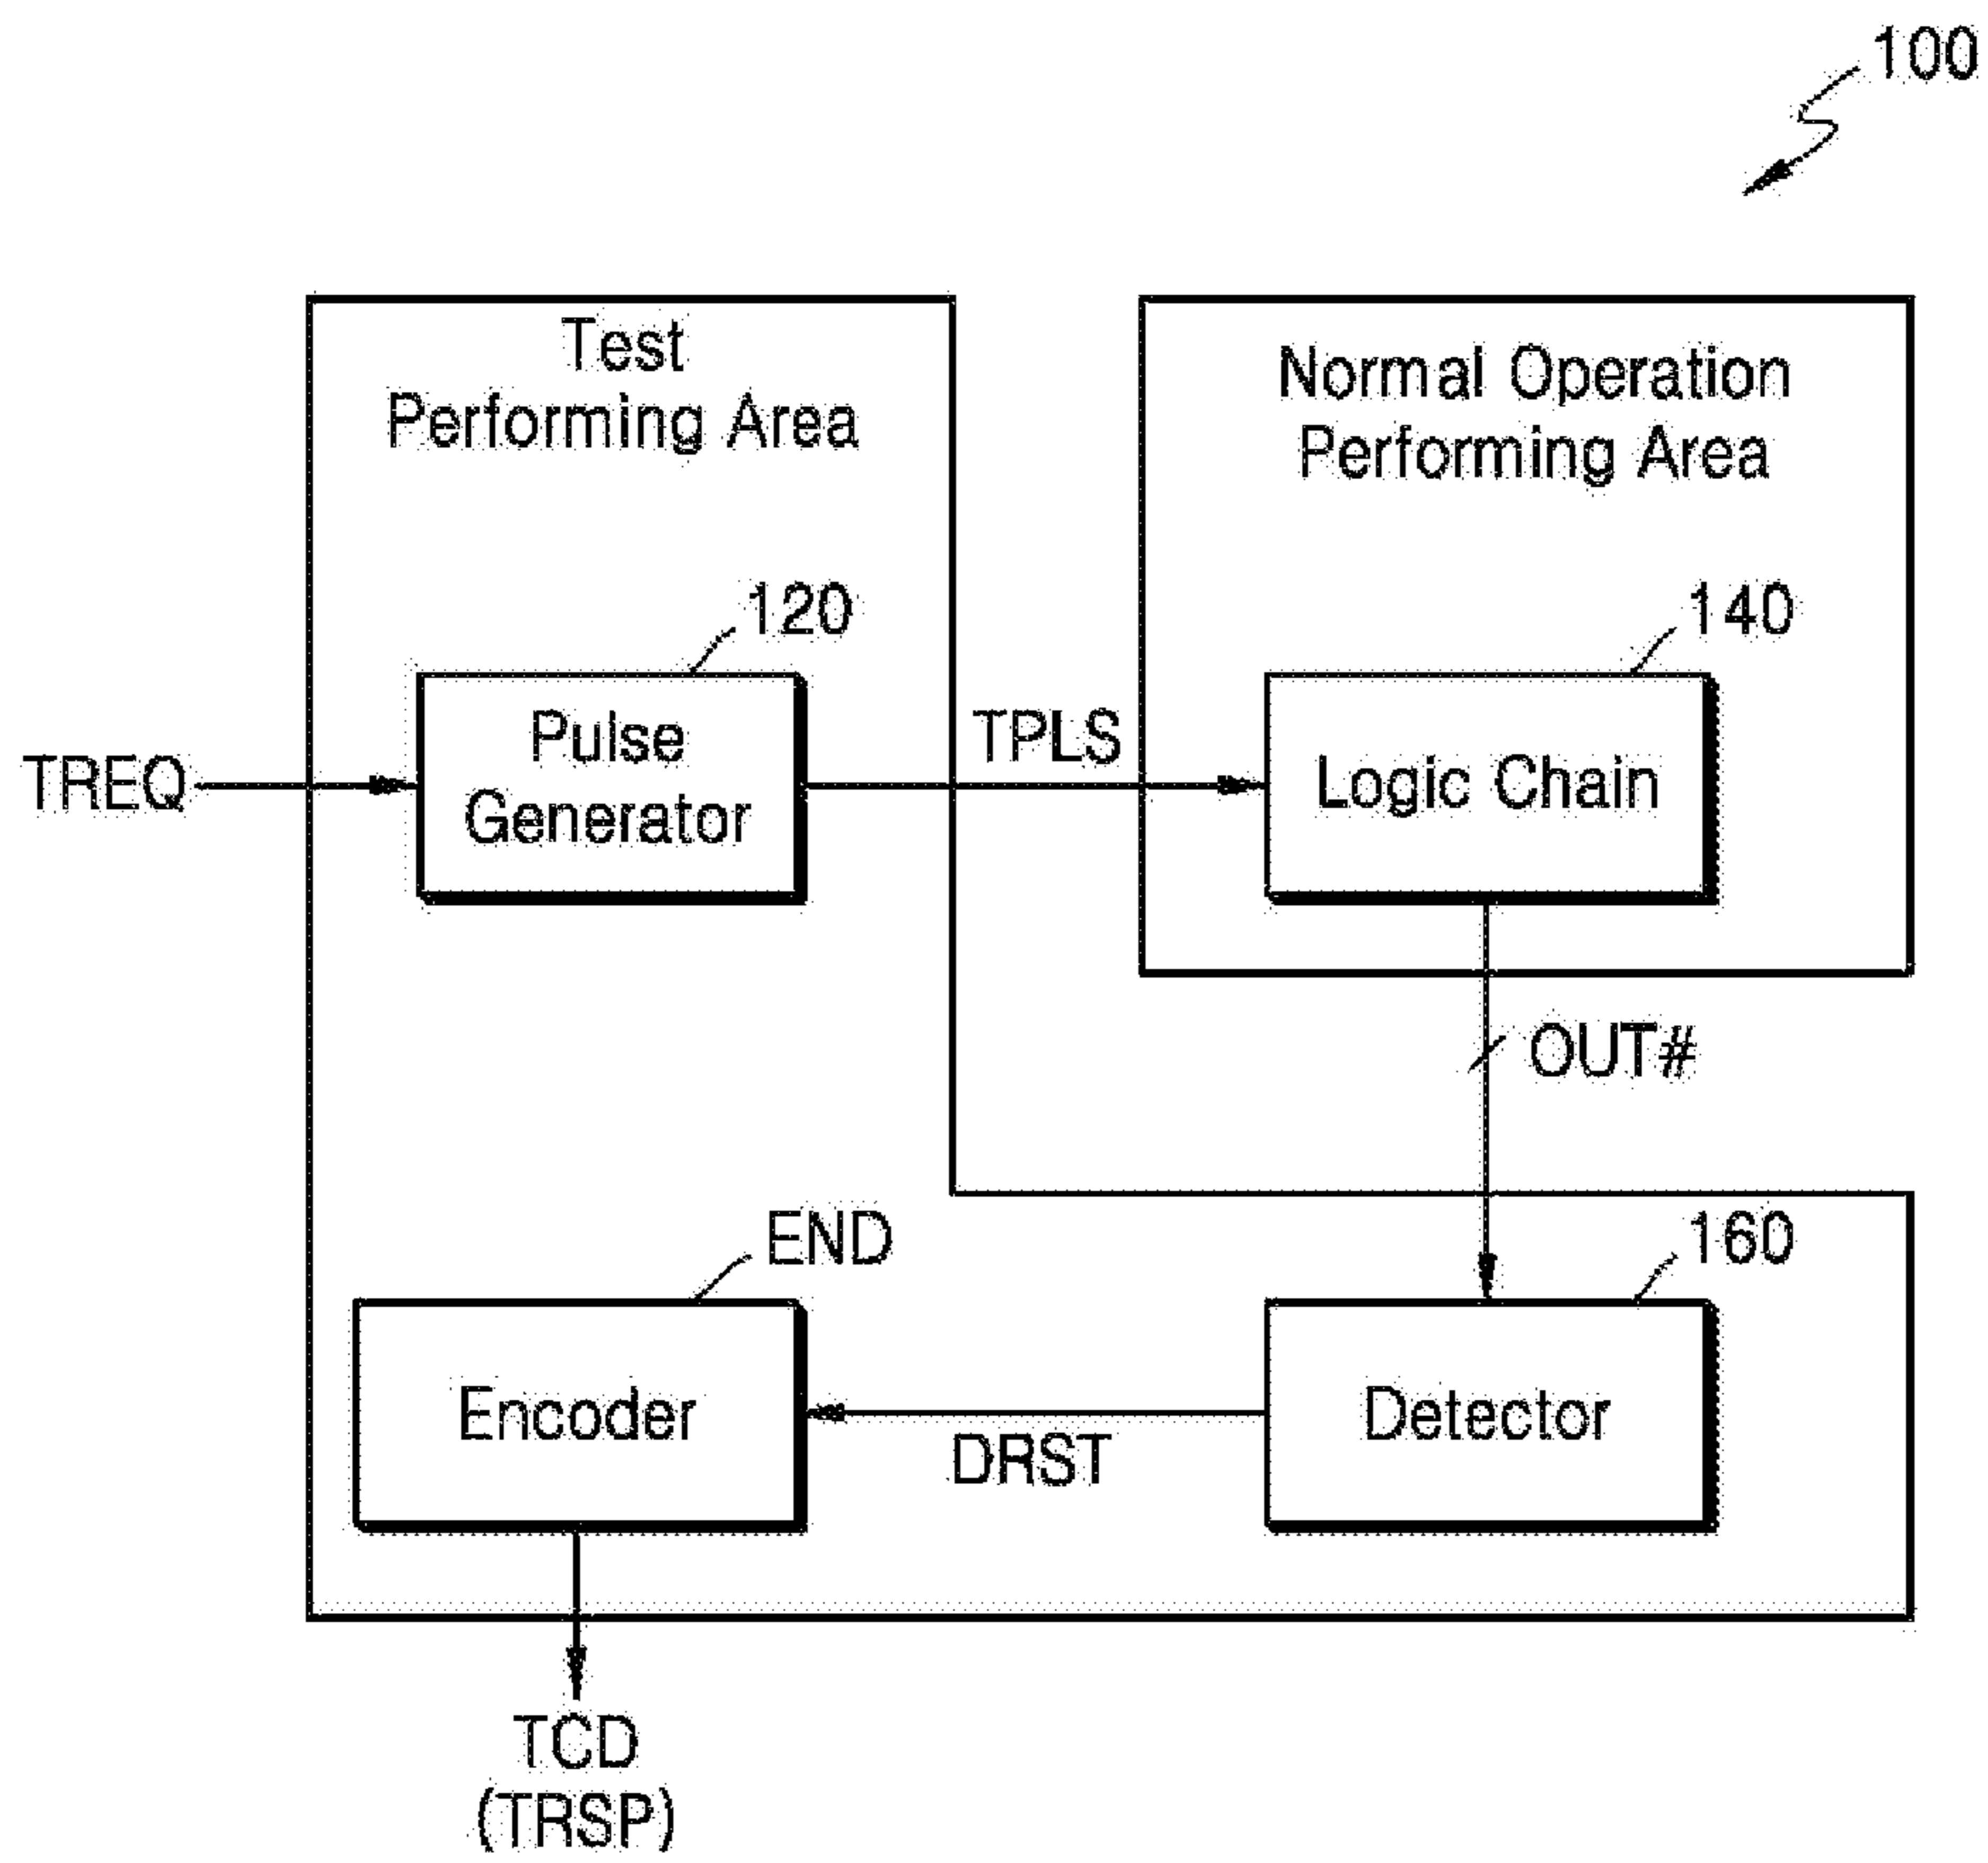 100
Test
Performing Area
Normal Operation
Performing Area
120
140
TREQ
Pulse
Generator
TPLS
Logic Chain
OUT#
END
160
Encoder
DRST
Detector
TCD
(TRSP)